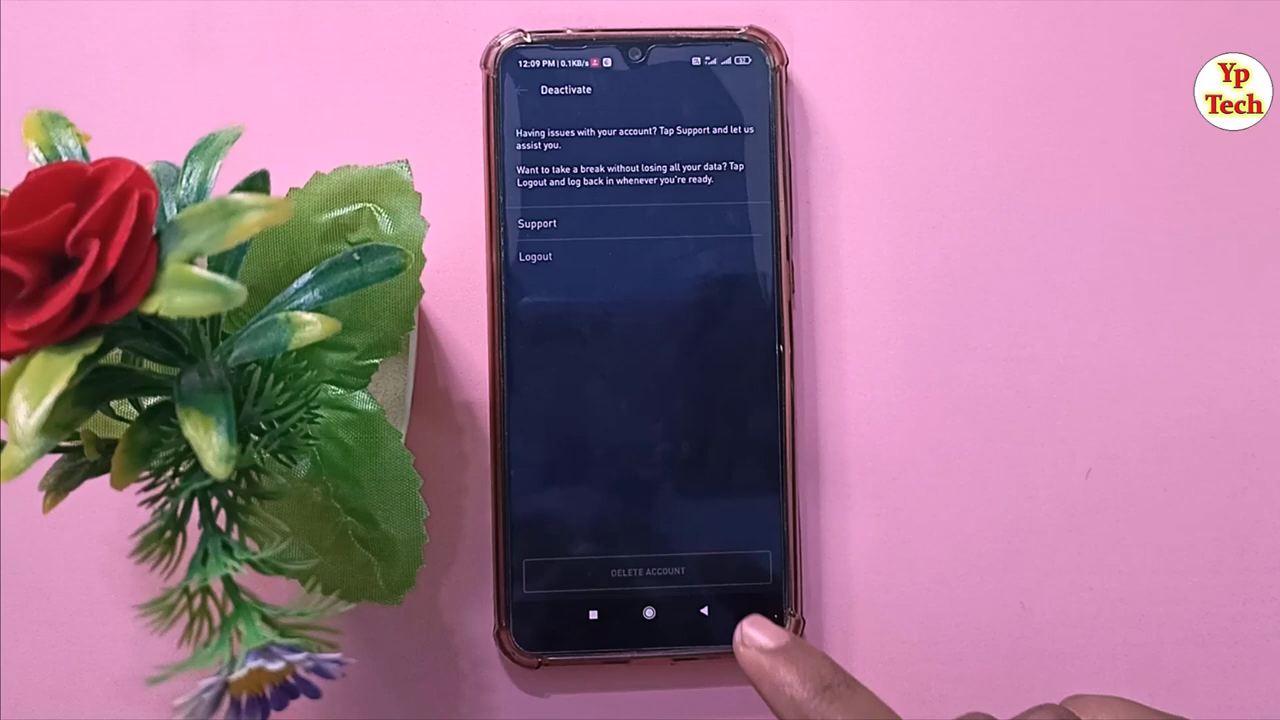 12:09 PM | 0.1KB/s
Deactivate
Having issues with your account? Tap Support and let us
assist you.
Want to take a break without losing all your data? Tap
Logout and log back in whenever you're ready.
Support
Logout
DELETE ACCOUNT
Yp
Tech